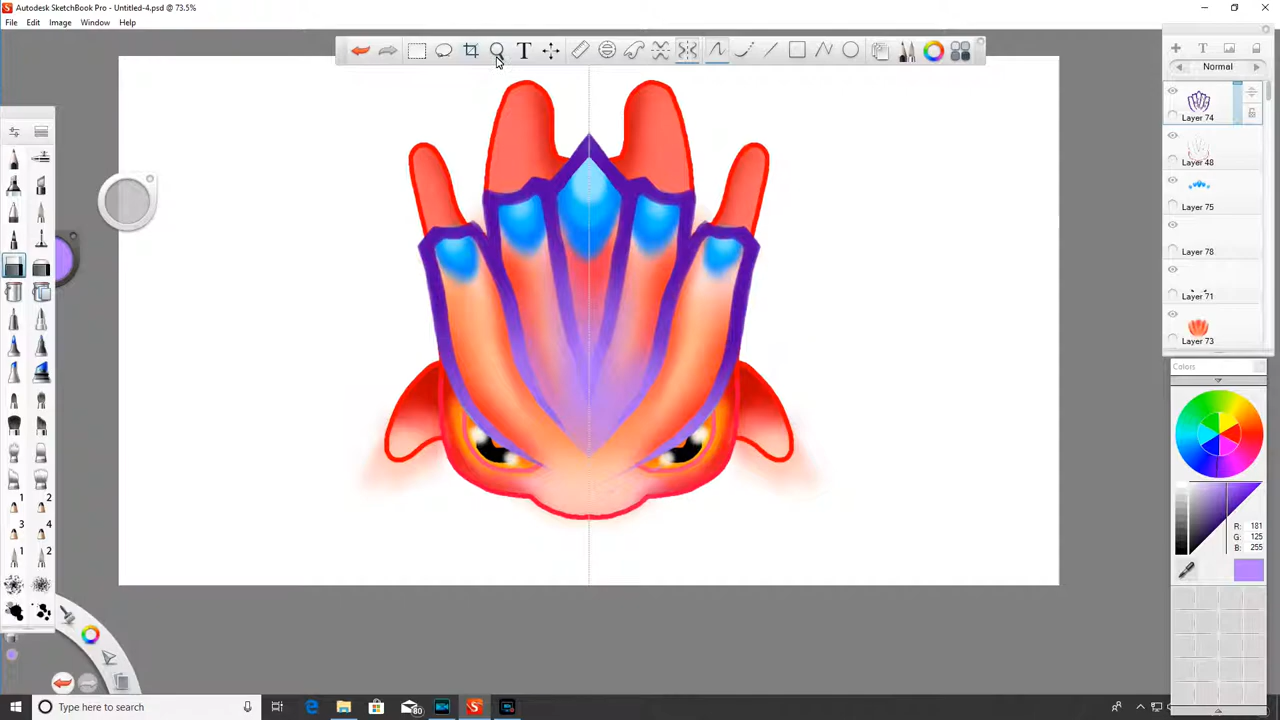 Autodesk SketchBook Pro - Untitled-4.psd @ 73.5%
File Edit Image Window Help
T
T
Normal
Layer 74
Layer 48
Layer 75
Layer 78
Layer 71
Layer 73
Colors
1 2
3 4
1 2
R: 181
G: 125
B: 255
Type here to search
80
S